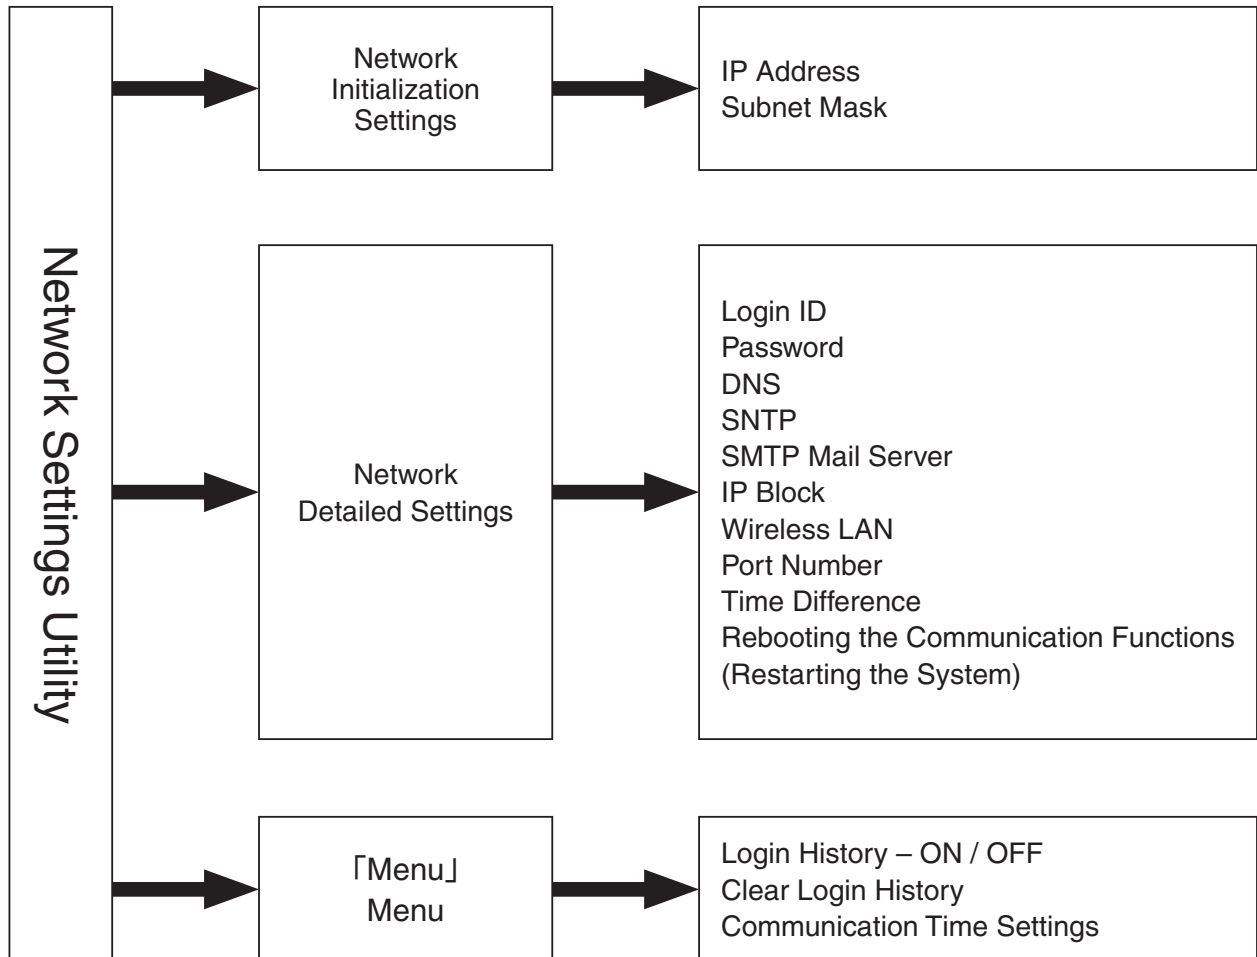 Network Settings Utility
Network
Initialization
Settings
IP Address
Subnet Mask
Network
Detailed Settings
Login ID
Password
DNS
SNTP
SMTP Mail Server
IP Block
Wireless LAN
Port Number
Time Difference
Rebooting the Communication Functions
(Restarting the System)
「Menu」
Menu
Login History – ON / OFF
Clear Login History
Communication Time Settings